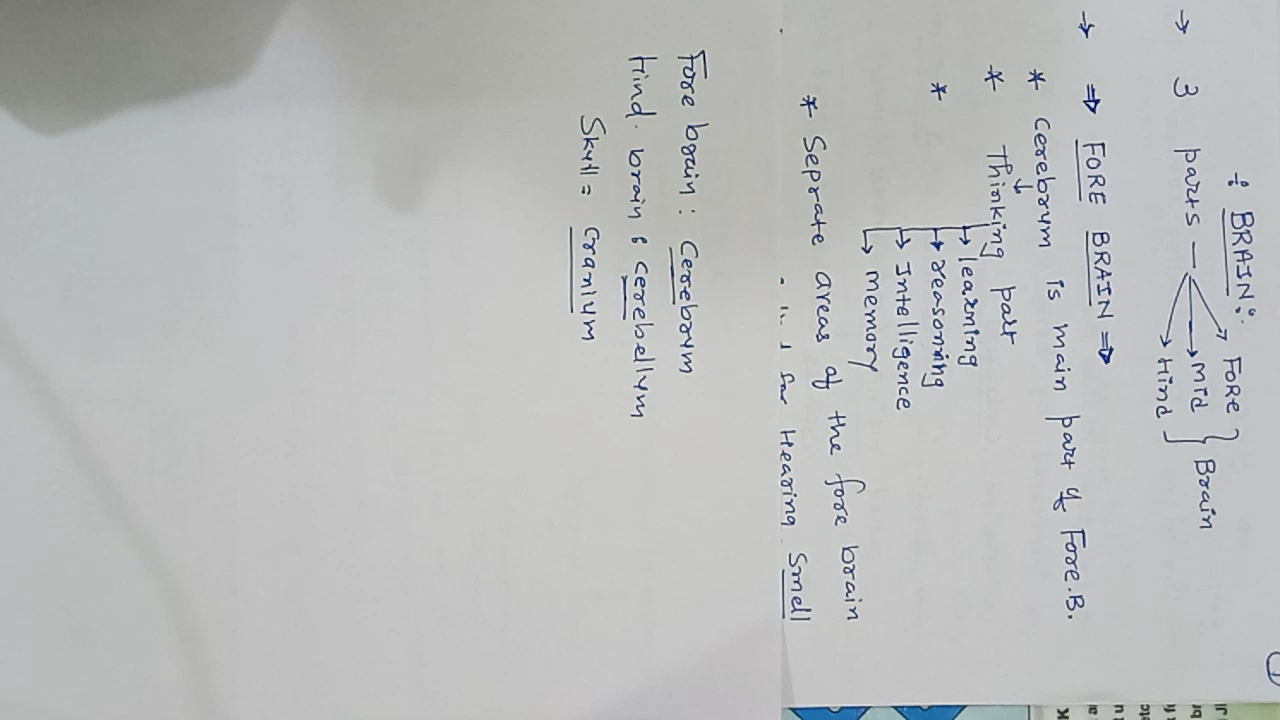 ÷ BRAIN:
→ 3 parts — Fore
Mid
Hind
Brain
→ ⇒ FORE BRAIN ⇒
* Cerebrum is main part of Fore.B.
* Thinking part
* learning
reasonning
Intelligence
memory
* Seprate areas of the fore brain
for Hearing Smell
Fore brain : Cerebrum
Hind. brain : Cerebellum
Skull = Cranium